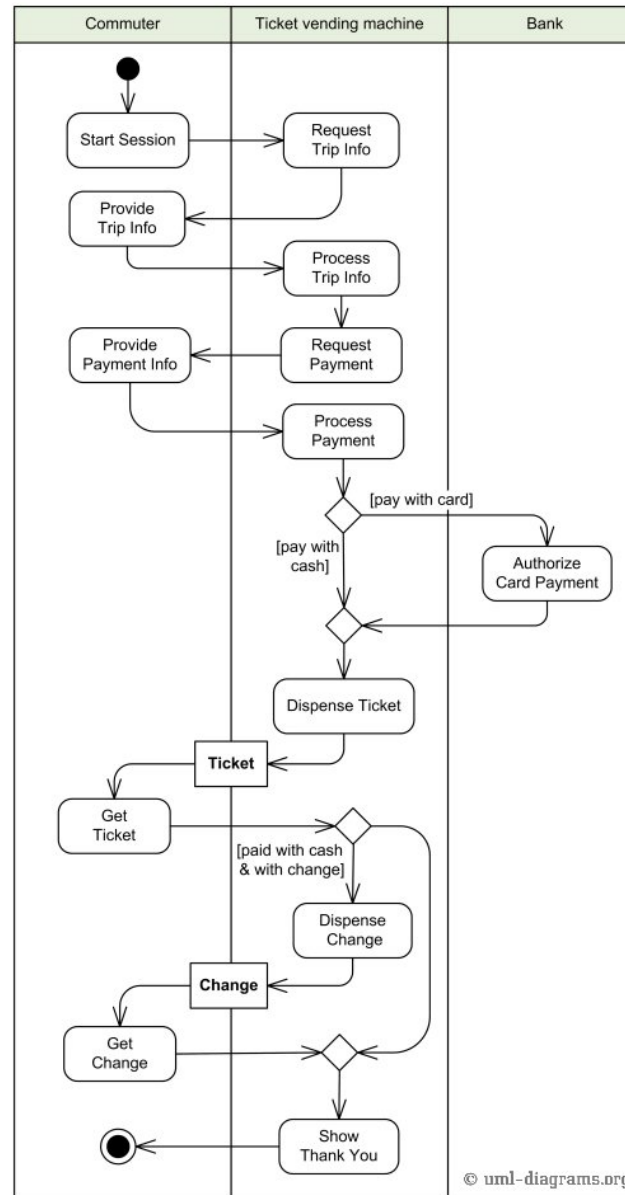 Commuter
Ticket vending machine
Bank
Start Session
Request
Trip Info
Provide
Trip Info
Process
Trip Info
Provide
Payment Info
Request
Payment
Process
Payment
[pay with card]
[pay with
cash]
Authorize
Card Payment
Dispense Ticket
Ticket
Get
Ticket
[paid with cash
& with change]
Dispense
Change
Change
Get
Change
Show
Thank You
© uml-diagrams.org